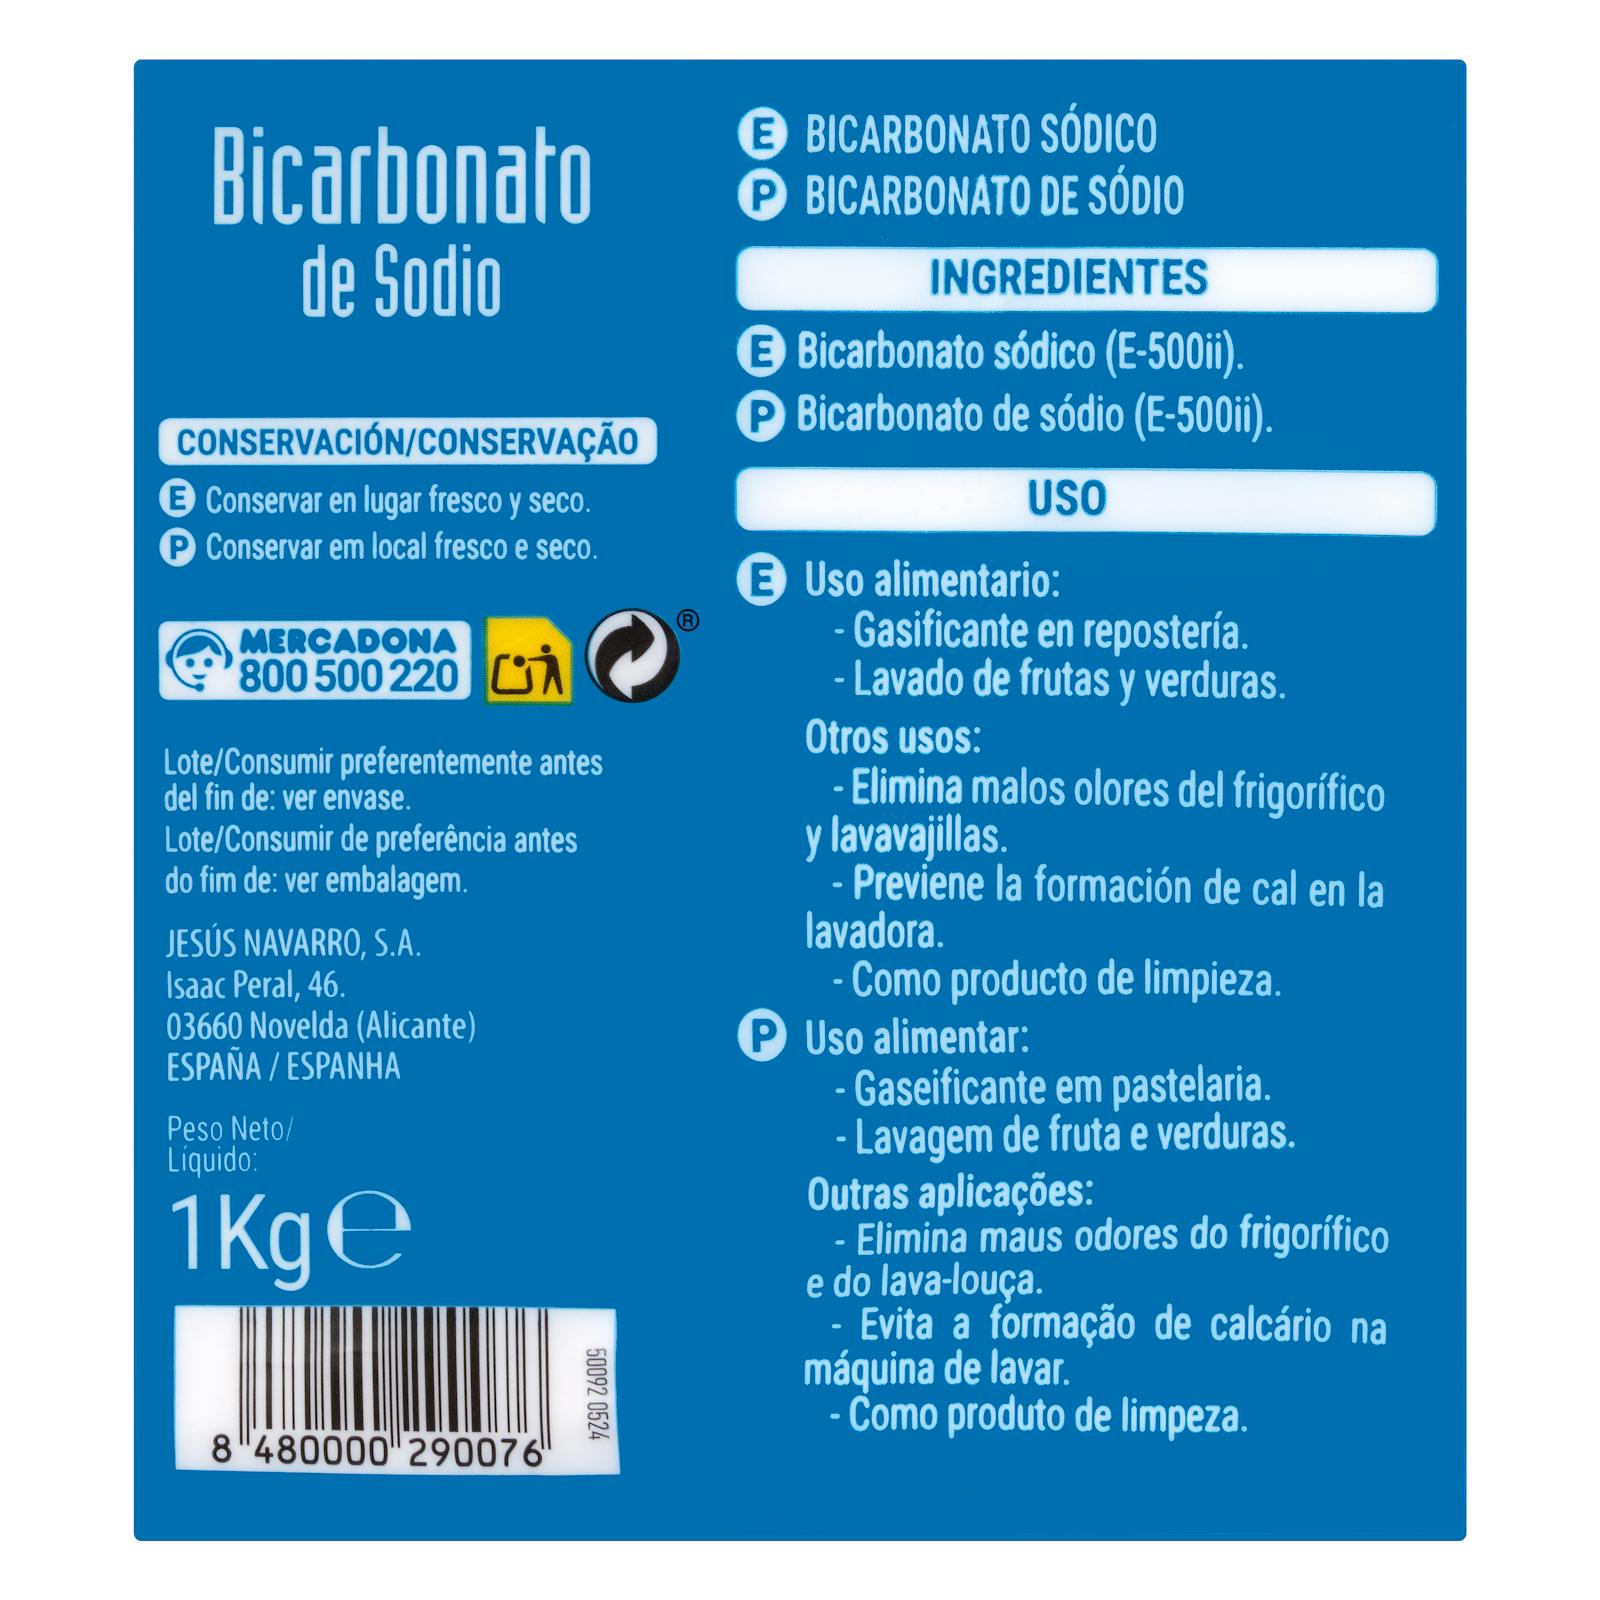 Bicarbonato
de Sodio
CONSERVACIÓN/CONSERVAÇÃO
E Conservar en lugar fresco y seco.
P Conservar em local fresco e seco.
MERCADONA
800 500 220
®
Lote/Consumir preferentemente antes
del fin de: ver envase.
Lote/Consumir de preferência antes
do fim de: ver embalagem.
JESÚS NAVARRO, S.A.
Isaac Peral, 46.
03660 Novelda (Alicante)
ESPAÑA / ESPANHA
Peso Neto/
Líquido:
1Kg℮
8 480000 290076
50092 0524
E BICARBONATO SÓDICO
P BICARBONATO DE SÓDIO
INGREDIENTES
E Bicarbonato sódico (E-500ii).
P Bicarbonato de sódio (E-500ii).
USO
E Uso alimentario:
- Gasificante en repostería.
- Lavado de frutas y verduras.
Otros usos:
- Elimina malos olores del frigorífico
y lavavajillas.
- Previene la formación de cal en la
lavadora.
- Como producto de limpieza.
P Uso alimentar:
- Gaseificante em pastelaria.
- Lavagem de fruta e verduras.
Outras aplicações:
- Elimina maus odores do frigorífico
e do lava-louça.
- Evita a formação de calcário na
máquina de lavar.
- Como produto de limpeza.